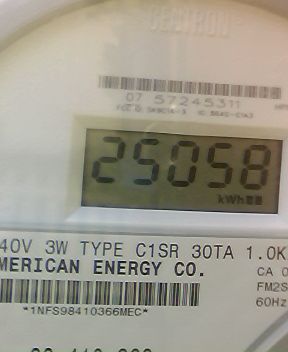 CENTRON
07 57245311
25058
kWh
40V 3W TYPE C1SR 30TA 1.0K
MERICAN ENERGY CO.
CA 0
FM2S
60Hz
*1NFS98410366MEC*